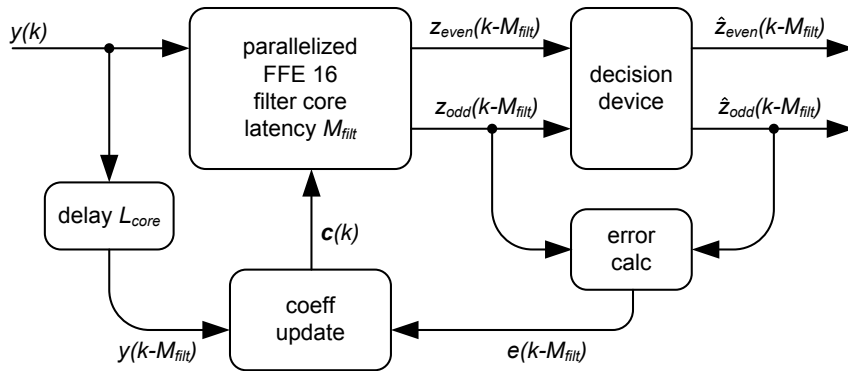 y(k)
parallelized
FFE 16
filter core
latency M_filt
z_even(k-M_filt)
z_odd(k-M_filt)
decision
device
ẑ_even(k-M_filt)
ẑ_odd(k-M_filt)
delay L_core
c(k)
error
calc
coeff
update
y(k-M_filt)
e(k-M_filt)